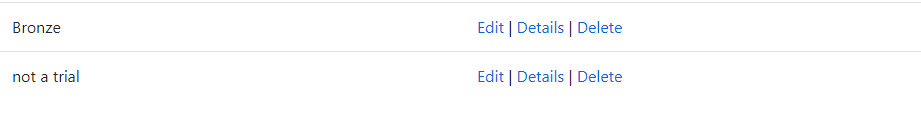 Bronze Edit | Details | Delete
not a trial Edit | Details | Delete